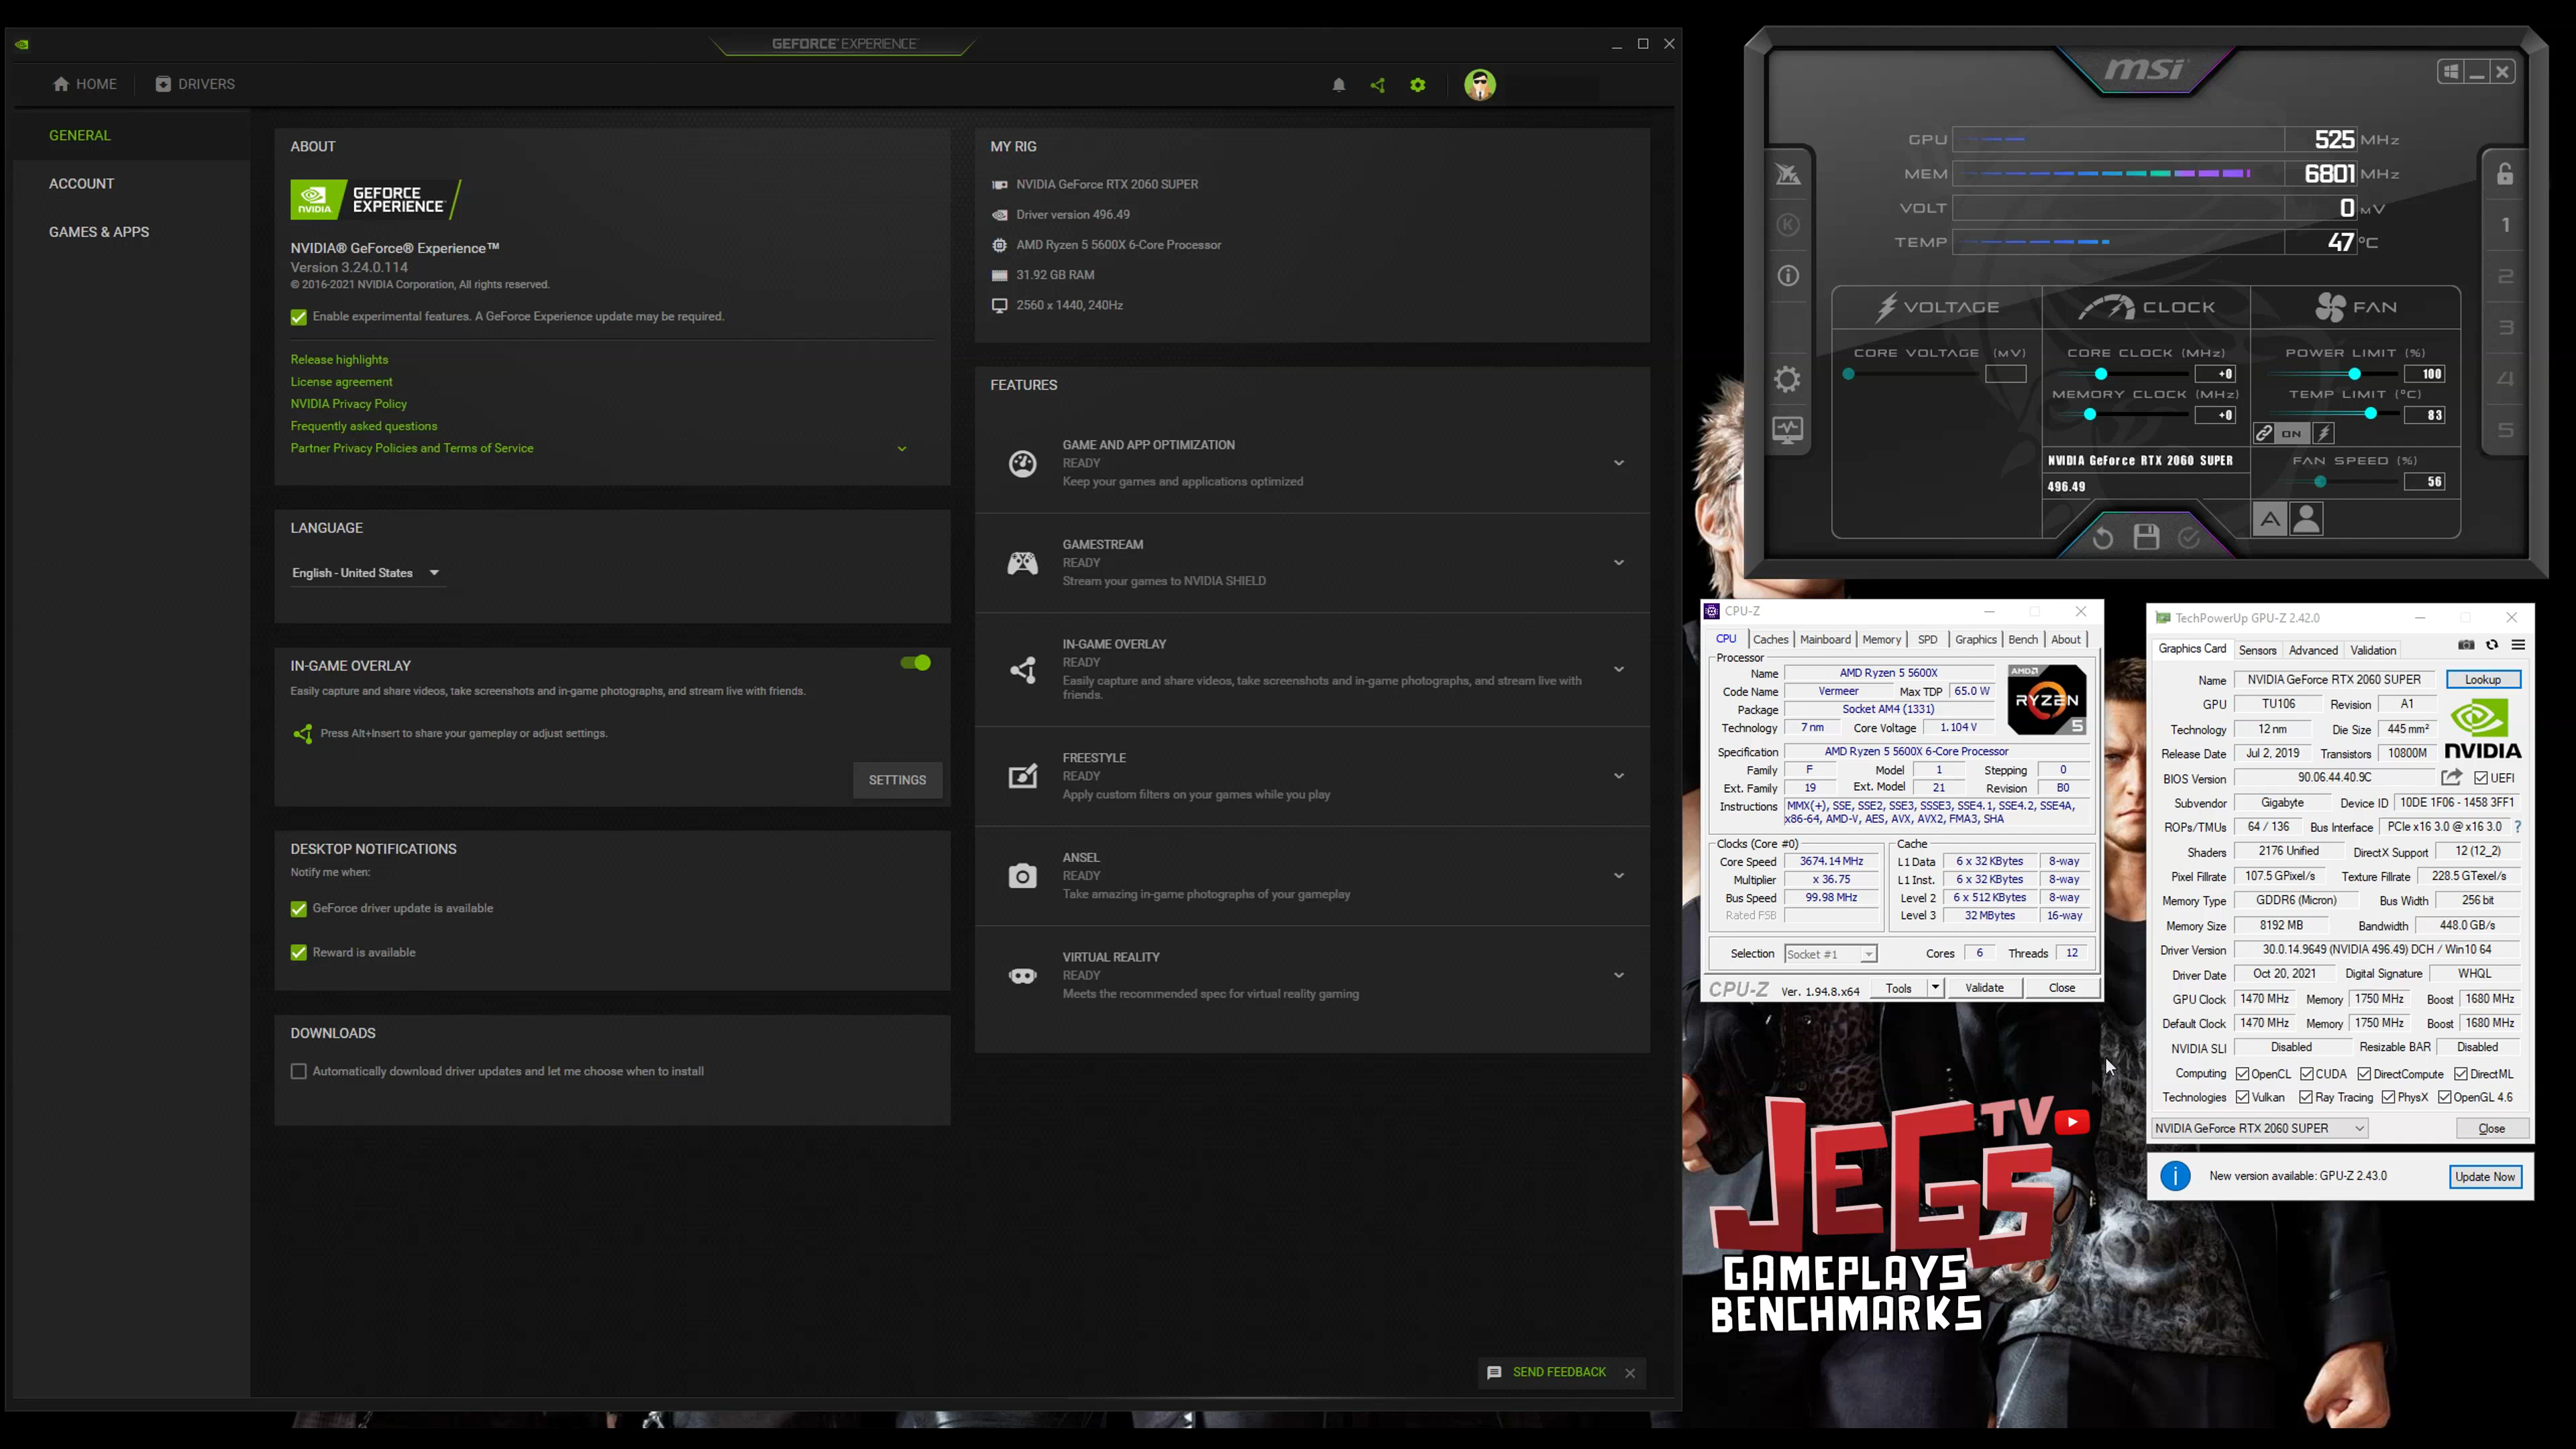 GEFORCE® EXPERIENCE™
HOME
DRIVERS
GENERAL
ACCOUNT
GAMES & APPS
ABOUT
NVIDIA.
GEFORCE
EXPERIENCE™
NVIDIA® GeForce® Experience™
Version 3.24.0.114
© 2016-2021 NVIDIA Corporation, All rights reserved.
Enable experimental features. A GeForce Experience update may be required.
Release highlights
License agreement
NVIDIA Privacy Policy
Frequently asked questions
Partner Privacy Policies and Terms of Service
LANGUAGE
English - United States
IN-GAME OVERLAY
Easily capture and share videos, take screenshots and in-game photographs, and stream live with friends.
Press Alt+Insert to share your gameplay or adjust settings.
SETTINGS
DESKTOP NOTIFICATIONS
Notify me when:
GeForce driver update is available
Reward is available
DOWNLOADS
Automatically download driver updates and let me choose when to install
MY RIG
NVIDIA GeForce RTX 2060 SUPER
Driver version 496.49
AMD Ryzen 5 5600X 6-Core Processor
31.92 GB RAM
2560 x 1440, 240Hz
FEATURES
GAME AND APP OPTIMIZATION
READY
Keep your games and applications optimized
GAMESTREAM
READY
Stream your games to NVIDIA SHIELD
IN-GAME OVERLAY
READY
Easily capture and share videos, take screenshots and in-game photographs, and stream live with
friends.
FREESTYLE
READY
Apply custom filters on your games while you play
ANSEL
READY
Take amazing in-game photographs of your gameplay
VIRTUAL REALITY
READY
Meets the recommended spec for virtual reality gaming
SEND FEEDBACK
msi
GPU 525 MHz
MEM 6801 MHz
VOLT 0 MV
TEMP 47 °C
K
1
2
3
4
5
VOLTAGE
CLOCK
FAN
CORE VOLTAGE (MV)
CORE CLOCK (MHz)
+0
MEMORY CLOCK (MHz)
+0
POWER LIMIT (%)
100
TEMP LIMIT (°C)
83
ON
NVIDIA GeForce RTX 2060 SUPER
496.49
FAN SPEED (%)
56
A
CPU-Z
CPU Caches Mainboard Memory SPD Graphics Bench About
Processor
Name AMD Ryzen 5 5600X
Code Name Vermeer Max TDP 65.0 W
Package Socket AM4 (1331)
Technology 7 nm Core Voltage 1.104 V
AMD
RYZEN
5
Specification AMD Ryzen 5 5600X 6-Core Processor
Family F Model 1 Stepping 0
Ext. Family 19 Ext. Model 21 Revision B0
Instructions MMX(+), SSE, SSE2, SSE3, SSSE3, SSE4.1, SSE4.2, SSE4A,
x86-64, AMD-V, AES, AVX, AVX2, FMA3, SHA
Clocks (Core #0)
Core Speed 3674.14 MHz
Multiplier x 36.75
Bus Speed 99.98 MHz
Rated FSB
Cache
L1 Data 6 x 32 KBytes 8-way
L1 Inst. 6 x 32 KBytes 8-way
Level 2 6 x 512 KBytes 8-way
Level 3 32 MBytes 16-way
Selection Socket #1 Cores 6 Threads 12
CPU-Z Ver. 1.94.8.x64 Tools Validate Close
TechPowerUp GPU-Z 2.42.0
Graphics Card Sensors Advanced Validation
Name NVIDIA GeForce RTX 2060 SUPER Lookup
GPU TU106 Revision A1
Technology 12 nm Die Size 445 mm²
Release Date Jul 2, 2019 Transistors 10800M
NVIDIA
BIOS Version 90.06.44.40.9C UEFI
Subvendor Gigabyte Device ID 10DE 1F06 - 1458 3FF1
ROPs/TMUs 64 / 136 Bus Interface PCIe x16 3.0 @ x16 3.0 ?
Shaders 2176 Unified DirectX Support 12 (12_2)
Pixel Fillrate 107.5 GPixel/s Texture Fillrate 228.5 GTexel/s
Memory Type GDDR6 (Micron) Bus Width 256 bit
Memory Size 8192 MB Bandwidth 448.0 GB/s
Driver Version 30.0.14.9649 (NVIDIA 496.49) DCH / Win10 64
Driver Date Oct 20, 2021 Digital Signature WHQL
GPU Clock 1470 MHz Memory 1750 MHz Boost 1680 MHz
Default Clock 1470 MHz Memory 1750 MHz Boost 1680 MHz
NVIDIA SLI Disabled Resizable BAR Disabled
Computing OpenCL CUDA DirectCompute DirectML
Technologies Vulkan Ray Tracing PhysX OpenGL 4.6
NVIDIA GeForce RTX 2060 SUPER Close
New version available: GPU-Z 2.43.0 Update Now
JEGS TV
GAMEPLAYS
BENCHMARKS